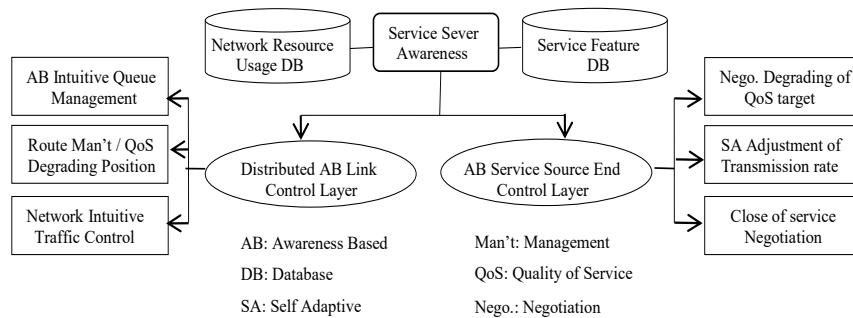 Network Resource
Usage DB
Service Sever
Awareness
Service Feature
DB
AB Intuitive Queue
Management
Route Man't / QoS
Degrading Position
Network Intuitive
Traffic Control
Distributed AB Link
Control Layer
AB Service Source End
Control Layer
Nego. Degrading of
QoS target
SA Adjustment of
Transmission rate
Close of service
Negotiation
AB: Awareness Based
DB: Database
SA: Self Adaptive
Man't: Management
QoS: Quality of Service
Nego.: Negotiation